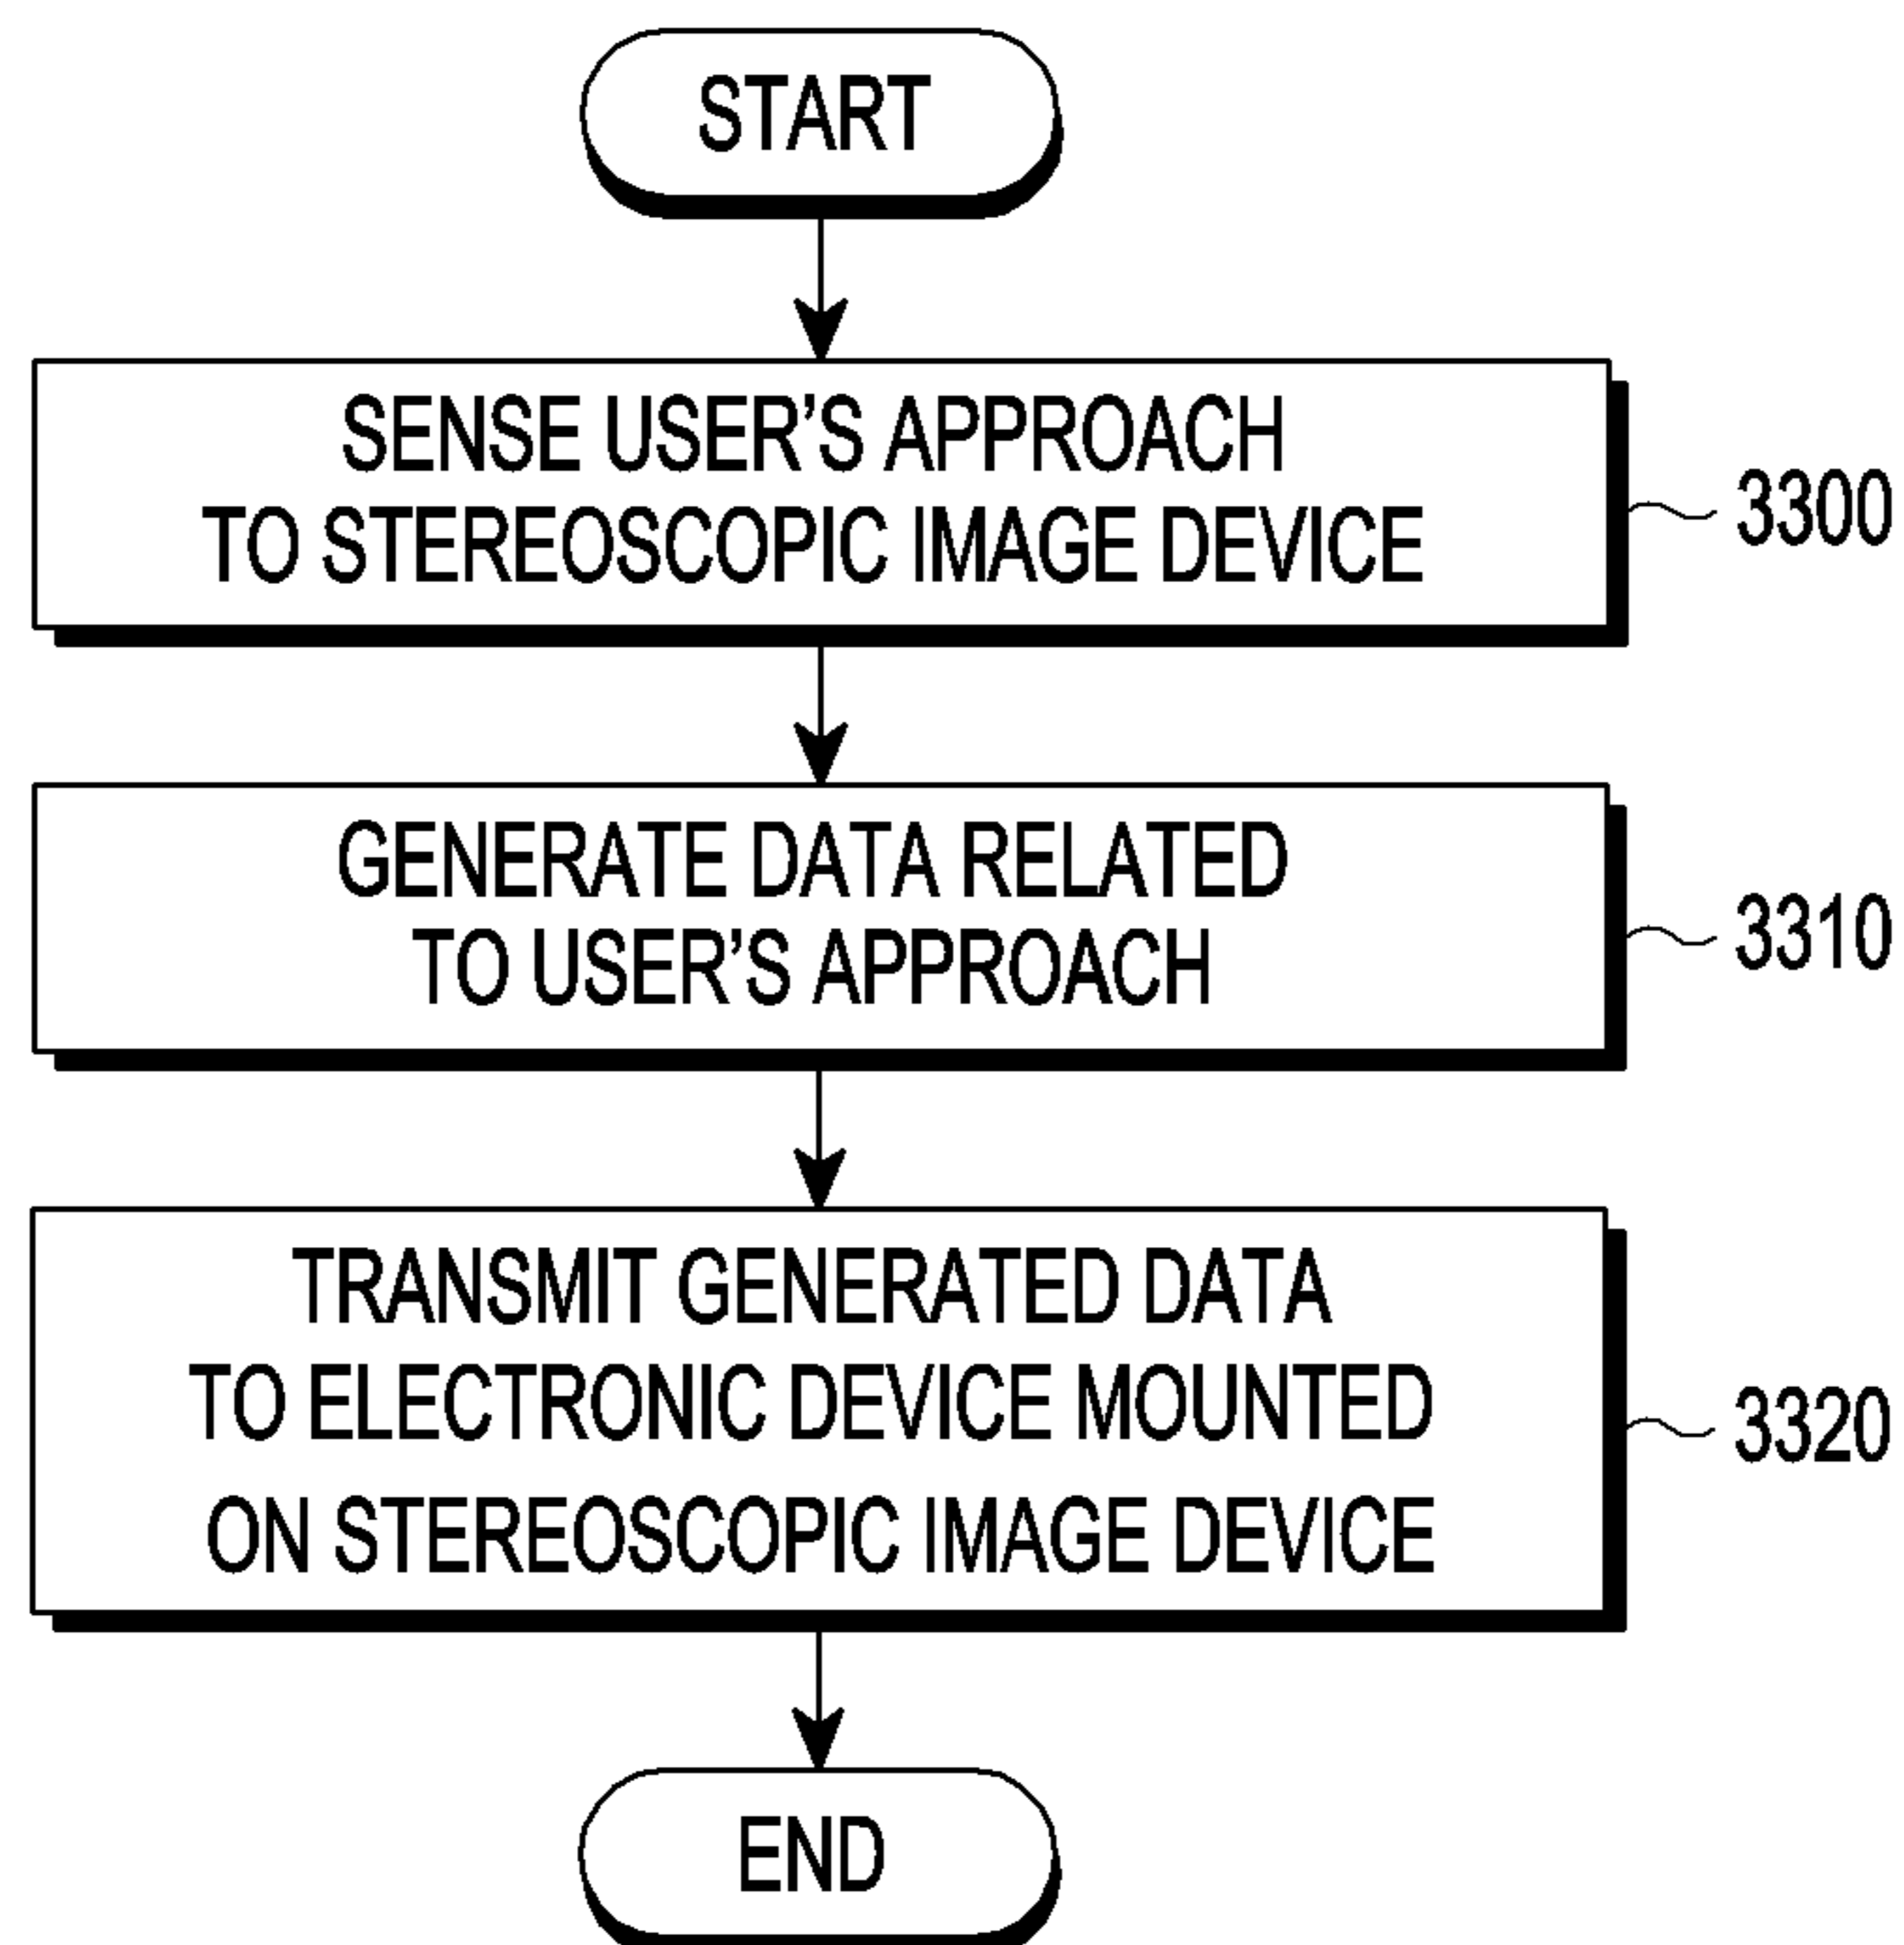 START
SENSE USER’S APPROACH
TO STEREOSCOPIC IMAGE DEVICE
3300
GENERATE DATA RELATED
TO USER’S APPROACH
3310
TRANSMIT GENERATED DATA
TO ELECTRONIC DEVICE MOUNTED
ON STEREOSCOPIC IMAGE DEVICE
3320
END